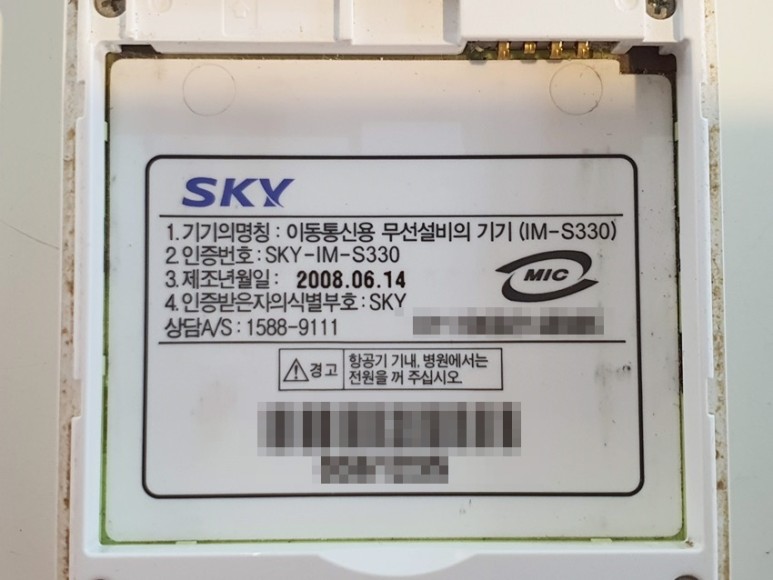 SKY
1.기기의명칭 : 이동통신용 무선설비의 기기 (IM-S330)
2.인증번호 : SKY-IM-S330
3.제조년월일 : 2008.06.14
4.인증받은자의식별부호 : SKY
MIC
상담A/S : 1588-9111
경고 항공기 기내, 병원에서는
전원을 꺼 주십시오.